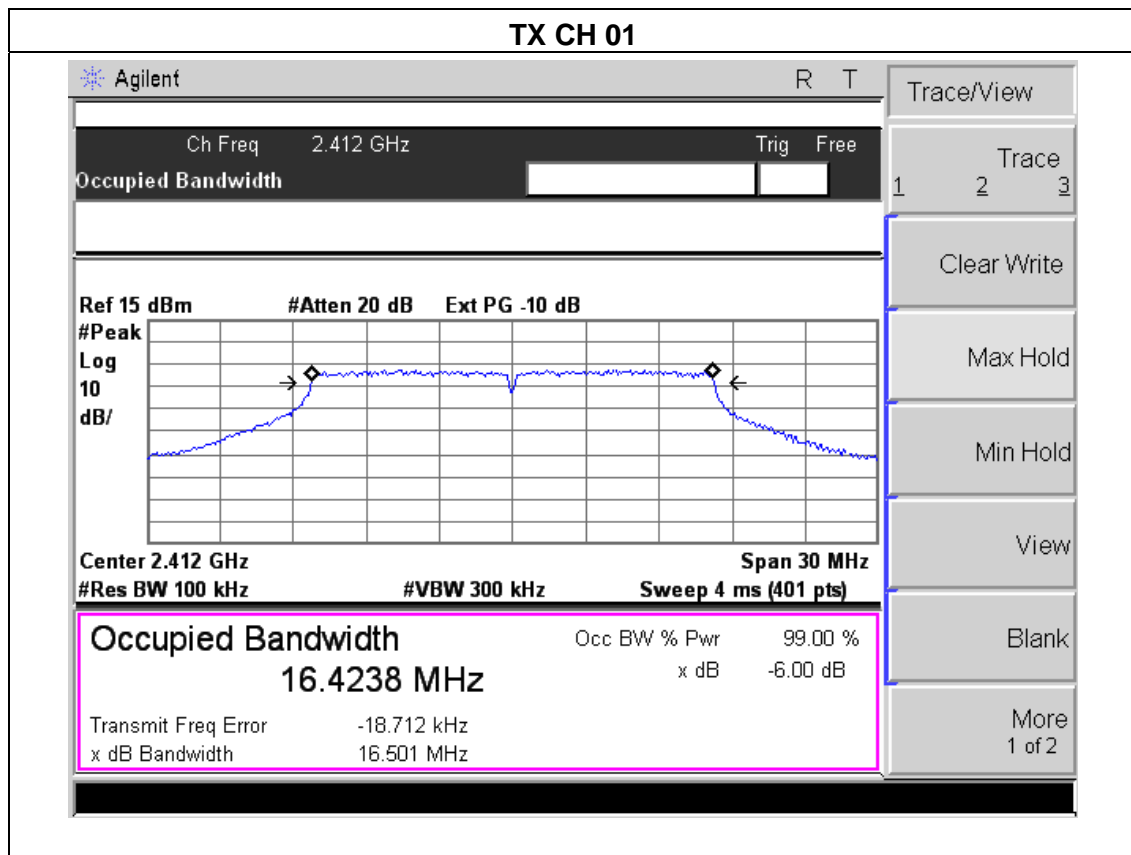 TX CH 01
Agilent R T
Trace/View
Ch Freq 2.412 GHz Trig Free
Occupied Bandwidth
Trace
1 2 3
Clear Write
Ref 15 dBm #Atten 20 dB Ext PG -10 dB
#Peak
Log
10
dB/
Max Hold
Min Hold
View
Center 2.412 GHz Span 30 MHz
#Res BW 100 kHz #VBW 300 kHz Sweep 4 ms (401 pts)
Occupied Bandwidth
16.4238 MHz
Occ BW % Pwr 99.00 %
x dB -6.00 dB
Blank
Transmit Freq Error -18.712 kHz
x dB Bandwidth 16.501 MHz
More
1 of 2